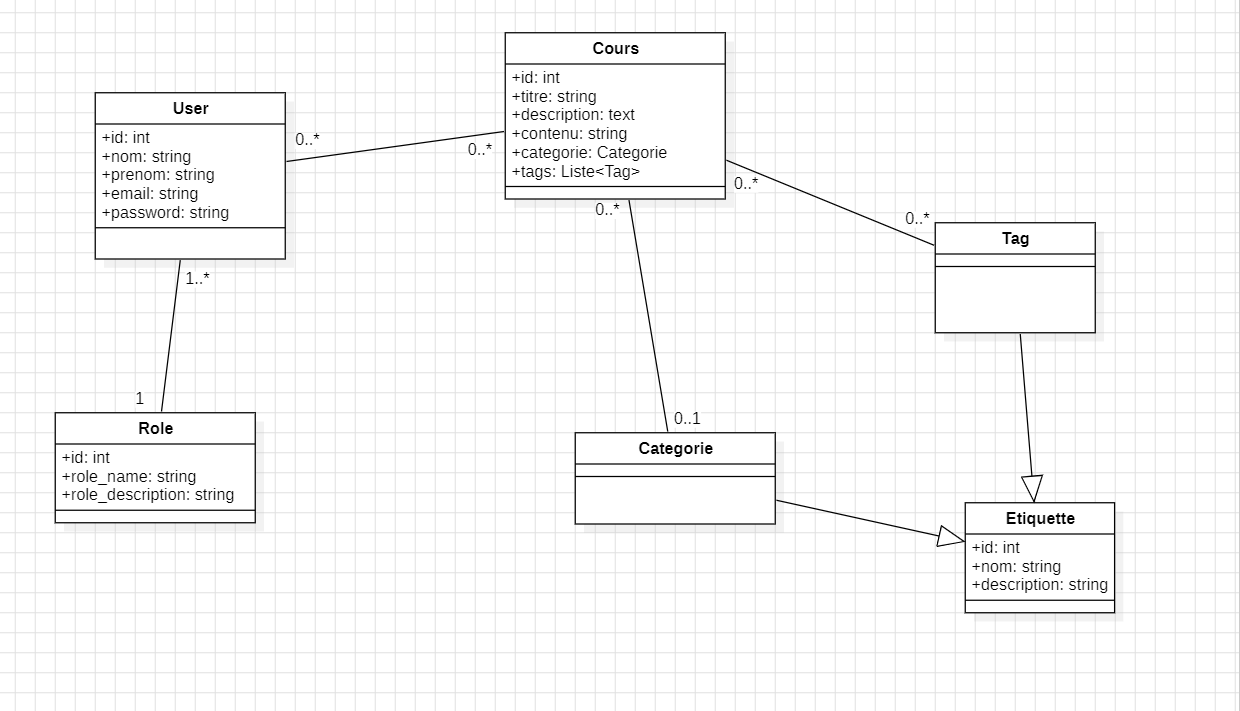 Cours
+id: int
+titre: string
+description: text
+contenu: string
+categorie: Categorie
+tags: Liste<Tag>
User
+id: int
+nom: string
+prenom: string
+email: string
+password: string
0..*
0..*
0..*
0..*
0..*
0..1
1..*
1
Tag
Role
+id: int
+role_name: string
+role_description: string
Categorie
Etiquette
+id: int
+nom: string
+description: string